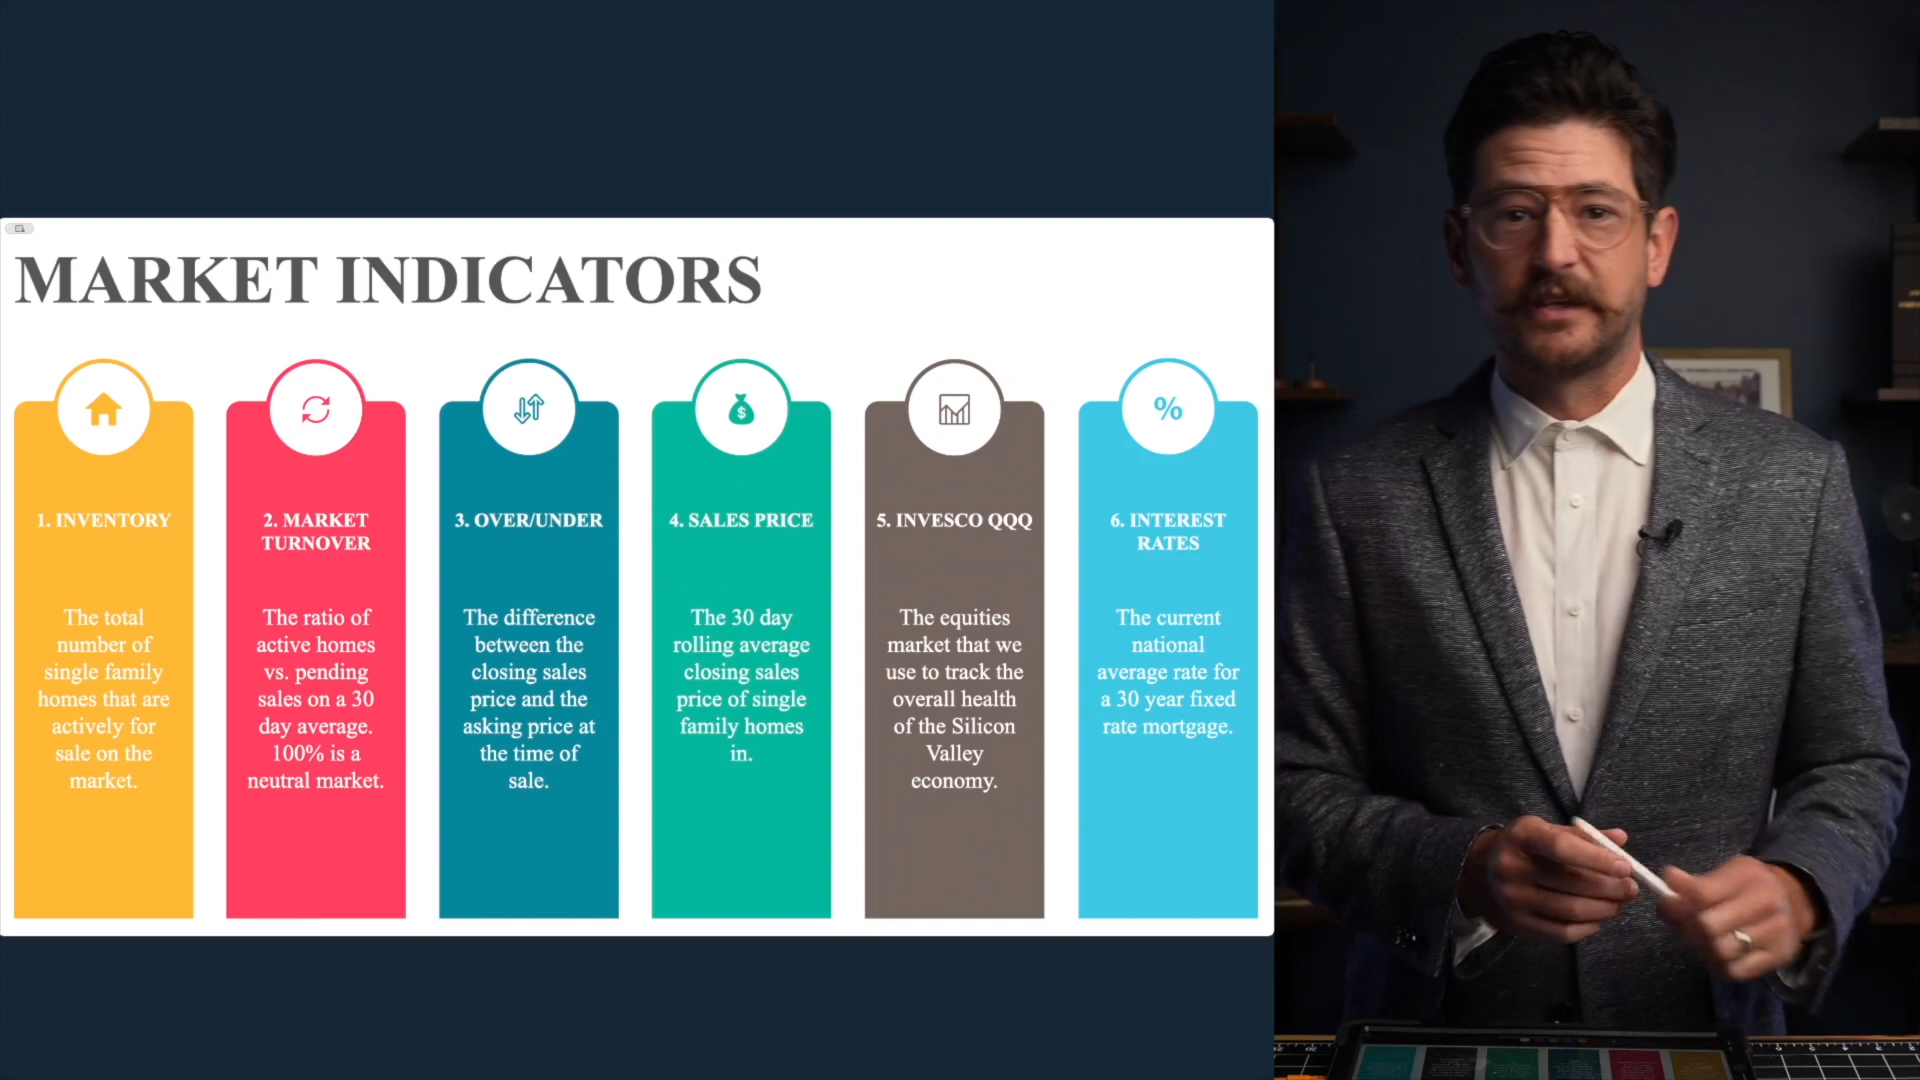 MARKET INDICATORS
1. INVENTORY
The total
number of
single family
homes that are
actively for
sale on the
market.
2. MARKET
TURNOVER
The ratio of
active homes
vs. pending
sales on a 30
day average.
100% is a
neutral market.
3. OVER/UNDER
The difference
between the
closing sales
price and the
asking price at
the time of
sale.
$
4. SALES PRICE
The 30 day
rolling average
closing sales
price of single
family homes
in.
5. INVESCO QQQ
The equities
market that we
use to track the
overall health
of the Silicon
Valley
economy.
%
6. INTEREST
RATES
The current
national
average rate for
a 30 year fixed
rate mortgage.